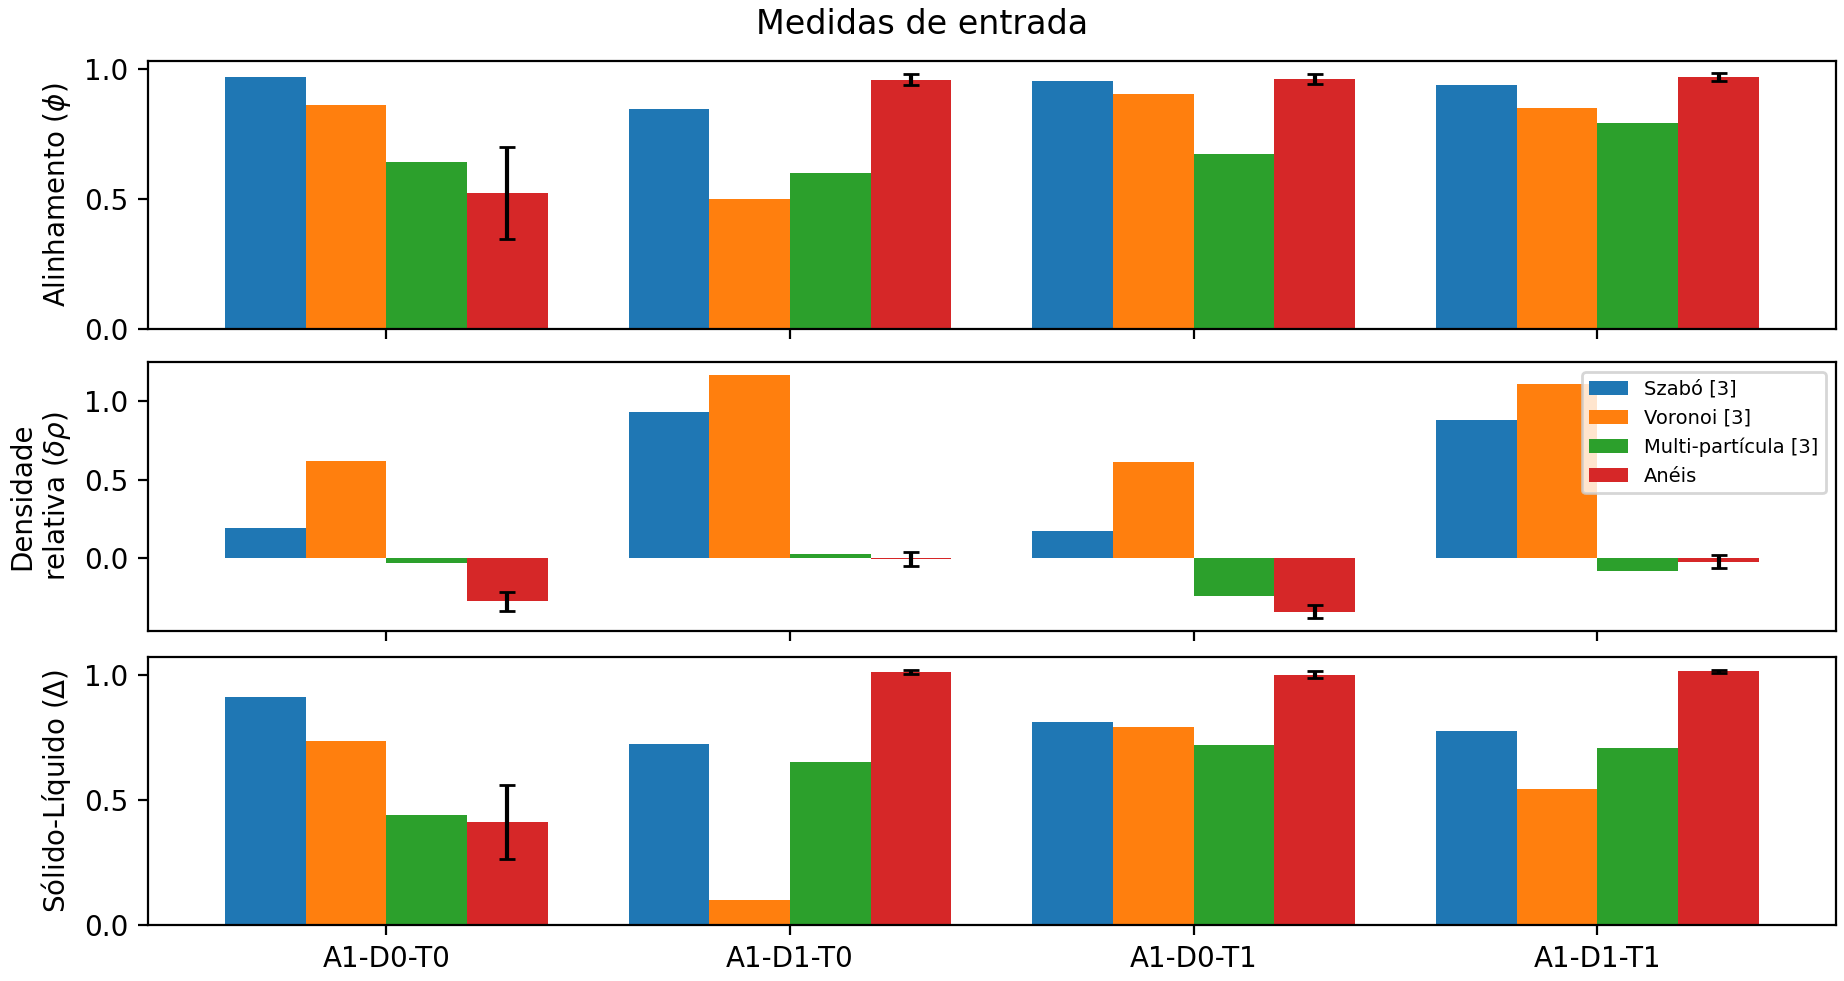 Medidas de entrada
Alinhamento (ϕ)
1.0
0.5
0.0
Densidade
relativa (δρ)
1.0
0.5
0.0
Szabó [3]
Voronoi [3]
Multi-partícula [3]
Anéis
Sólido-Líquido (Δ)
1.0
0.5
0.0
A1-D0-T0
A1-D1-T0
A1-D0-T1
A1-D1-T1